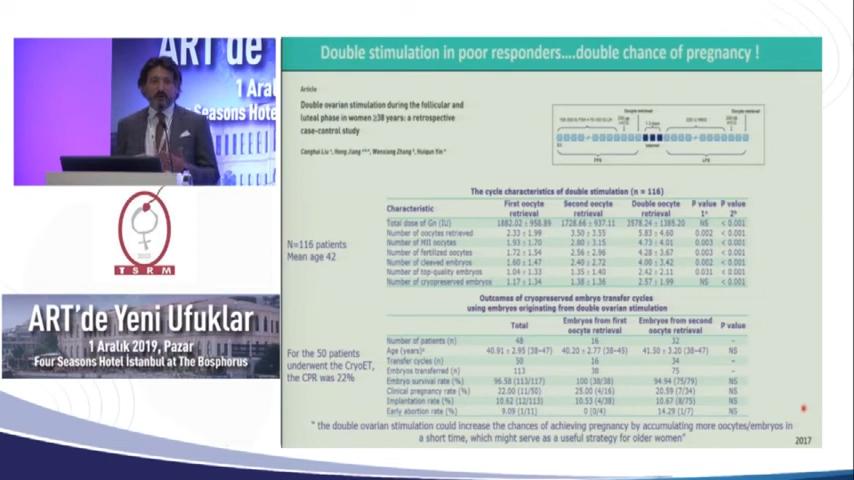 Double stimulation in poor responders....double chance of pregnancy !
ART'de
1 Aral
Seasons Hote
Article
Double ovarian stimulation during the follicular and
luteal phase in women ≥38 years: a retrospective
case-control study
Conghui Liu, Hong Jiang, Wenxiang Zhang, Huiqun Yin
The cycle characteristics of double stimulation (n = 116)
Characteristic First oocyte retrieval Second oocyte retrieval Double oocyte retrieval P value 1ᵃ P value 2ᵇ
Total dose of Gn (IU) 1882.02 ± 958.89 1728.66 ± 937.11 3578.24 ± 1385.20 NS < 0.001
Number of oocytes retrieved 2.33 ± 1.99 3.50 ± 3.55 5.83 ± 4.60 0.002 < 0.001
Number of MII oocytes 1.93 ± 1.70 2.80 ± 3.15 4.73 ± 4.01 0.003 < 0.001
Number of fertilized oocytes 1.72 ± 1.54 2.56 ± 2.96 4.28 ± 3.67 0.003 < 0.001
Number of cleaved embryos 1.60 ± 1.47 2.40 ± 2.72 4.00 ± 3.42 0.002 < 0.001
Number of top-quality embryos 1.04 ± 1.33 1.35 ± 1.40 2.42 ± 2.11 0.031 < 0.001
Number of cryopreserved embryos 1.17 ± 1.34 1.38 ± 1.36 2.57 ± 1.99 NS < 0.001
N=116 patients
Mean age 42
TSRM
Outcomes of cryopreserved embryo transfer cycles
using embryos originating from double ovarian stimulation
Total Embryos from first oocyte retrieval Embryos from second oocyte retrieval P value
Number of patients (n) 48 16 32 –
Age (years)ᵃ 40.91 ± 2.95 (38–47) 40.20 ± 2.77 (38–45) 41.50 ± 3.20 (38–47) NS
Transfer cycles (n) 50 16 34 –
Embryos transferred (n) 113 38 75 –
Embryo survival rate (%) 96.58 (113/117) 100 (38/38) 94.94 (75/79) NS
Clinical pregnancy rate (%) 22.00 (11/50) 25.00 (4/16) 20.59 (7/34) NS
Implantation rate (%) 10.62 (12/113) 10.53 (4/38) 10.67 (8/75) NS
Early abortion rate (%) 9.09 (1/11) 0 (0/4) 14.29 (1/7) NS
For the 50 patients
underwent the CryoET,
the CPR was 22%
ART'de Yeni Ufuklar
1 Aralık 2019, Pazar
Four Seasons Hotel İstanbul at The Bosphorus
" the double ovarian stimulation could increase the chances of achieving pregnancy by accumulating more oocytes/embryos in
a short time, which might serve as a useful strategy for older women"
2017